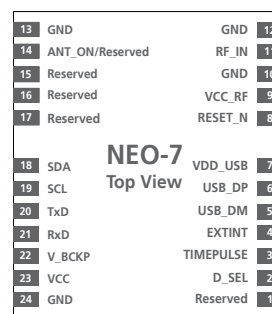 13 GND GND 12
14 ANT_ON/Reserved RF_IN 11
15 Reserved GND 10
16 Reserved VCC_RF 9
17 Reserved RESET_N 8
NEO-7
Top View
18 SDA VDD_USB 7
19 SCL USB_DP 6
20 TxD USB_DM 5
21 RxD EXTINT 4
22 V_BCKP TIMEPULSE 3
23 VCC D_SEL 2
24 GND Reserved 1